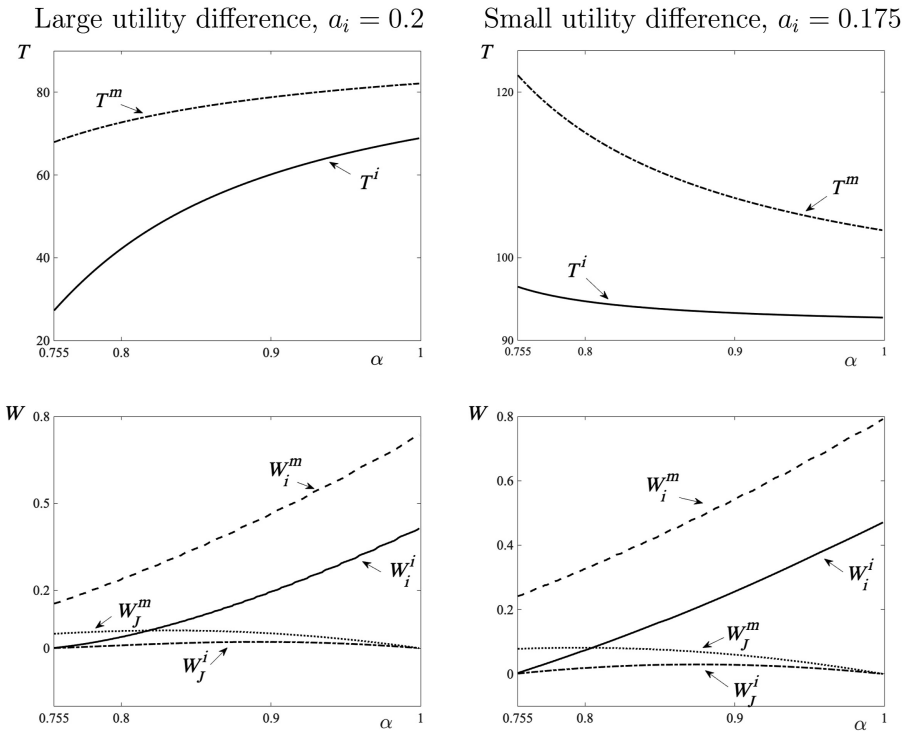 Large utility difference, a_i = 0.2
Small utility difference, a_i = 0.175
T
80
60
40
20
0.755
0.8
0.9
1
α
T^m
T^i
T
120
100
90
0.755
0.8
0.9
1
α
T^m
T^i
W
0.8
0.5
0.2
0
0.755
0.8
0.9
1
α
W_i^m
W_i^i
W_J^m
W_J^i
W
0.8
0.6
0.4
0.2
0
0.755
0.8
0.9
1
α
W_i^m
W_i^i
W_J^m
W_J^i